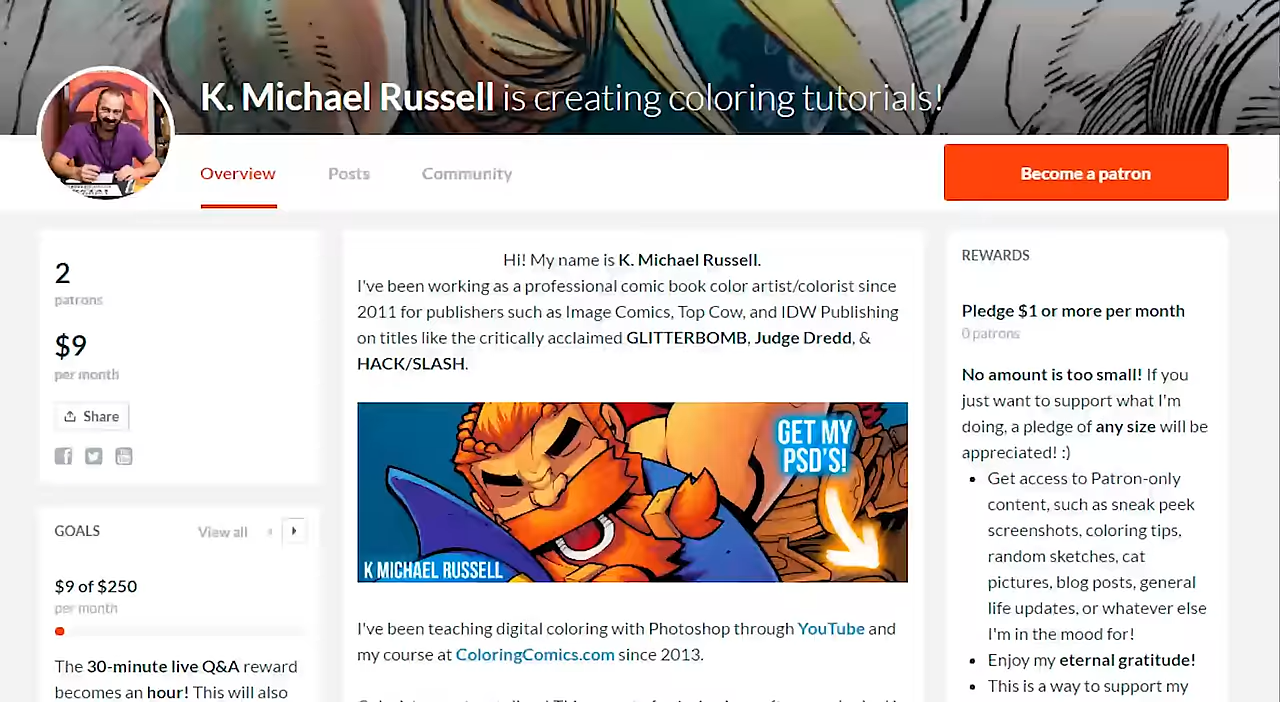 K. Michael Russell is creating coloring tutorials!
Overview
Posts
Community
Become a patron
2
patrons
$9
per month
Share
GOALS
View all
$9 of $250
per month
The 30-minute live Q&A reward
becomes an hour! This will also
Hi! My name is K. Michael Russell.
I've been working as a professional comic book color artist/colorist since
2011 for publishers such as Image Comics, Top Cow, and IDW Publishing
on titles like the critically acclaimed GLITTERBOMB, Judge Dredd, &
HACK/SLASH.
GET MY
PSD'S!
K MICHAEL RUSSELL
I've been teaching digital coloring with Photoshop through YouTube and
my course at ColoringComics.com since 2013.
REWARDS
Pledge $1 or more per month
0 patrons
No amount is too small! If you
just want to support what I'm
doing, a pledge of any size will be
appreciated! :)
Get access to Patron-only
content, such as sneak peek
screenshots, coloring tips,
random sketches, cat
pictures, blog posts, general
life updates, or whatever else
I'm in the mood for!
Enjoy my eternal gratitude!
This is a way to support my